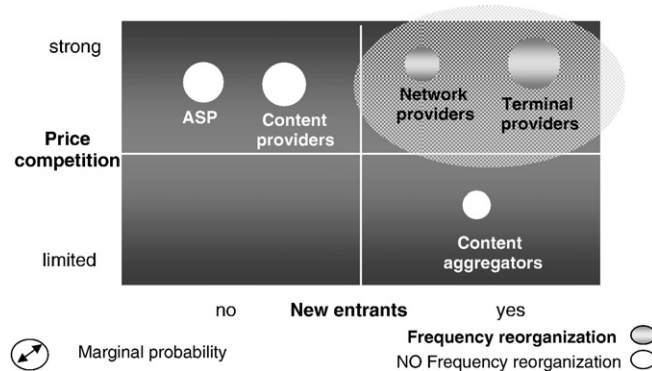 strong
ASP
Content
providers
Network
providers
Terminal
providers
Price
competition
Content
aggregators
limited
no New entrants yes
Marginal probability
Frequency reorganization
NO Frequency reorganization